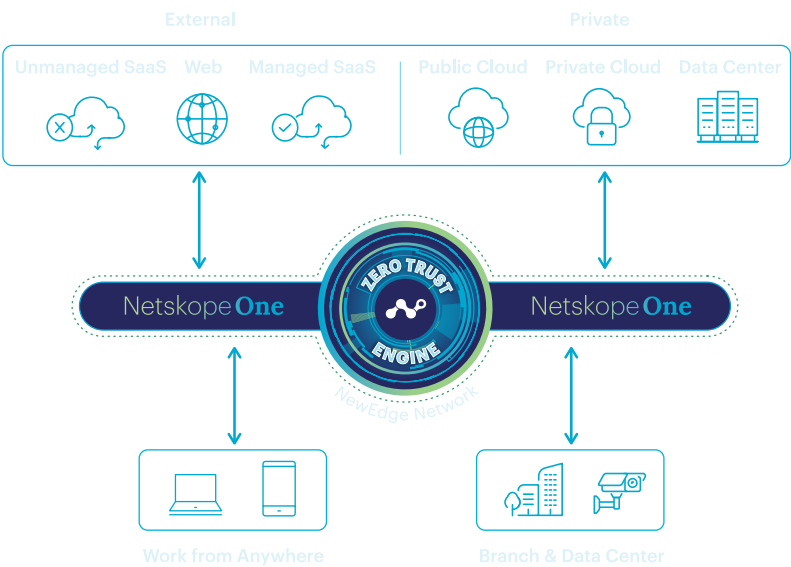 External
Private
Unmanaged SaaS
Web
Managed SaaS
Public Cloud
Private Cloud
Data Center
Netskope One
ZERO TRUST
ENGINE
Netskope One
NewEdge Network
Work from Anywhere
Branch & Data Center